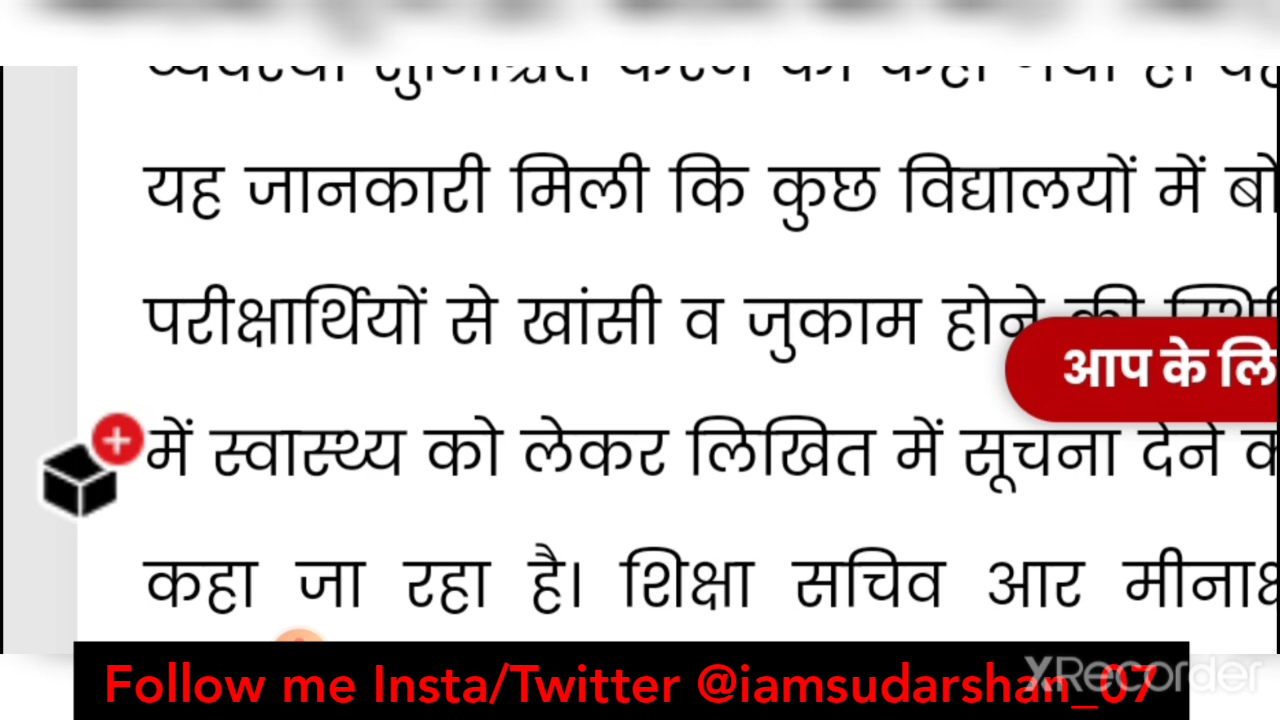 यह जानकारी मिली कि कुछ विद्यालयों में
परीक्षार्थियों से खांसी व जुकाम होने की
आप के लि
में स्वास्थ्य को लेकर लिखित में सूचना देने
कहा जा रहा है। शिक्षा सचिव आर
Follow me Insta/Twitter @iamsudarshan_07
XRecorder